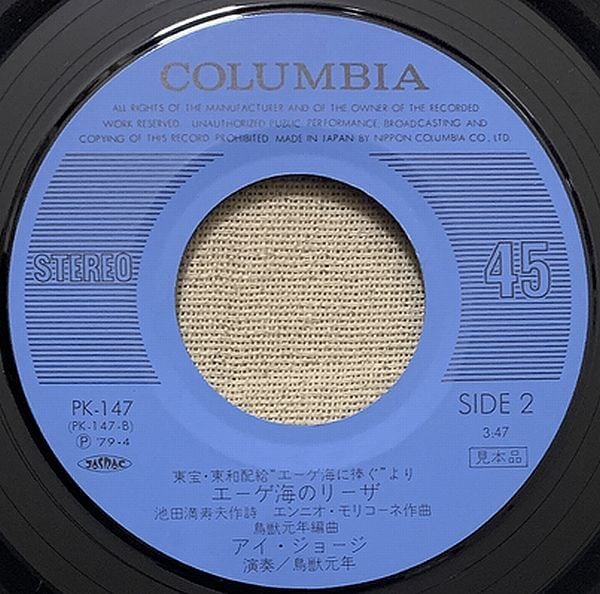 COLUMBIA
ALL RIGHTS OF THE MANUFACTURER AND OF THE OWNER OF THE RECORDED
WORK RESERVED. UNAUTHORIZED PUBLIC PERFORMANCE, BROADCASTING AND
COPYING OF THIS RECORD PROHIBITED. MADE IN JAPAN BY NIPPON COLUMBIA CO., LTD.
STEREO
45
PK-147
(PK-147-B)
Ⓟ '79-4
JASRAC
SIDE 2
3:47
見本品
東宝・東和配給“エーゲ海に捧ぐ”より
エーゲ海のリーザ
池田満寿夫作詩 エンニオ・モリコーネ作曲
鳥獣元年編曲
アイ・ジョージ
演奏/鳥獣元年